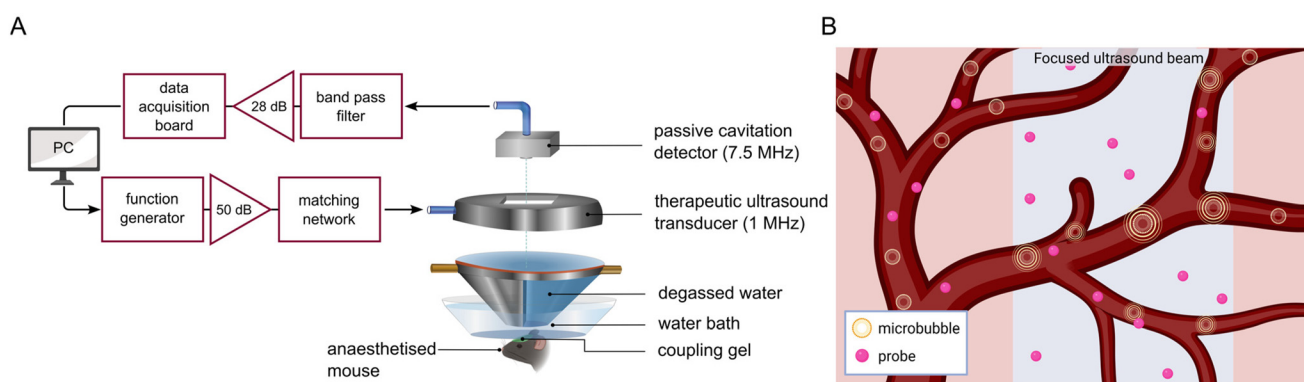 A
data
acquisition
board
28 dB
band pass
filter
PC
function
generator
50 dB
matching
network
passive cavitation
detector (7.5 MHz)
therapeutic ultrasound
transducer (1 MHz)
degassed water
water bath
coupling gel
anaesthetised
mouse
B
Focused ultrasound beam
microbubble
probe